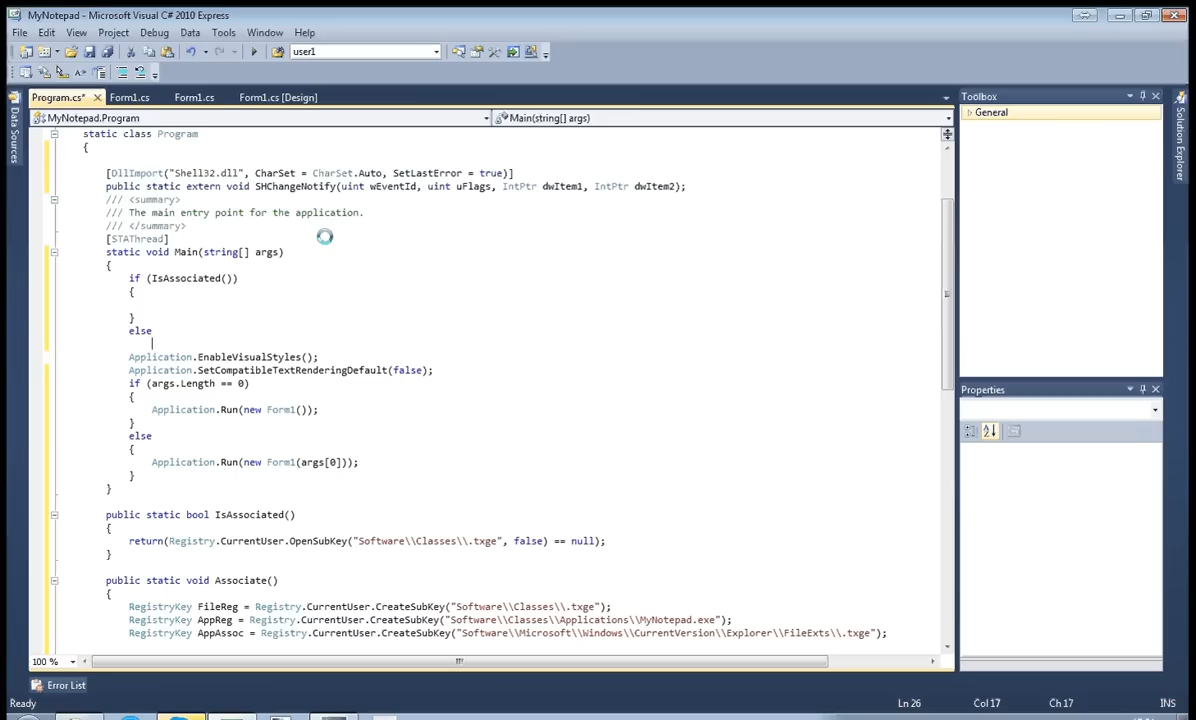 MyNotepad - Microsoft Visual C# 2010 Express
File Edit View Project Debug Data Tools Window Help
user1
Program.cs* Form1.cs Form1.cs Form1.cs [Design]
MyNotepad.Program Main(string[] args)
static class Program
{
[DllImport("Shell32.dll", CharSet = CharSet.Auto, SetLastError = true)]
public static extern void SHChangeNotify(uint wEventId, uint uFlags, IntPtr dwItem1, IntPtr dwItem2);
/// <summary>
/// The main entry point for the application.
/// </summary>
[STAThread]
static void Main(string[] args)
{
if (IsAssociated())
{
}
else
Application.EnableVisualStyles();
Application.SetCompatibleTextRenderingDefault(false);
if (args.Length == 0)
{
Application.Run(new Form1());
}
else
{
Application.Run(new Form1(args[0]));
}
}
public static bool IsAssociated()
{
return(Registry.CurrentUser.OpenSubKey("Software\\Classes\\.txge", false) == null);
}
public static void Associate()
{
RegistryKey FileReg = Registry.CurrentUser.CreateSubKey("Software\\Classes\\.txge");
RegistryKey AppReg = Registry.CurrentUser.CreateSubKey("Software\\Classes\\Applications\\MyNotepad.exe");
RegistryKey AppAssoc = Registry.CurrentUser.CreateSubKey("Software\\Microsoft\\Windows\\CurrentVersion\\Explorer\\FileExts\\.txge");
100 %
Error List
Ready Ln 26 Col 17 Ch 17 INS
Data Sources
Toolbox
General
Properties
Solution Explorer